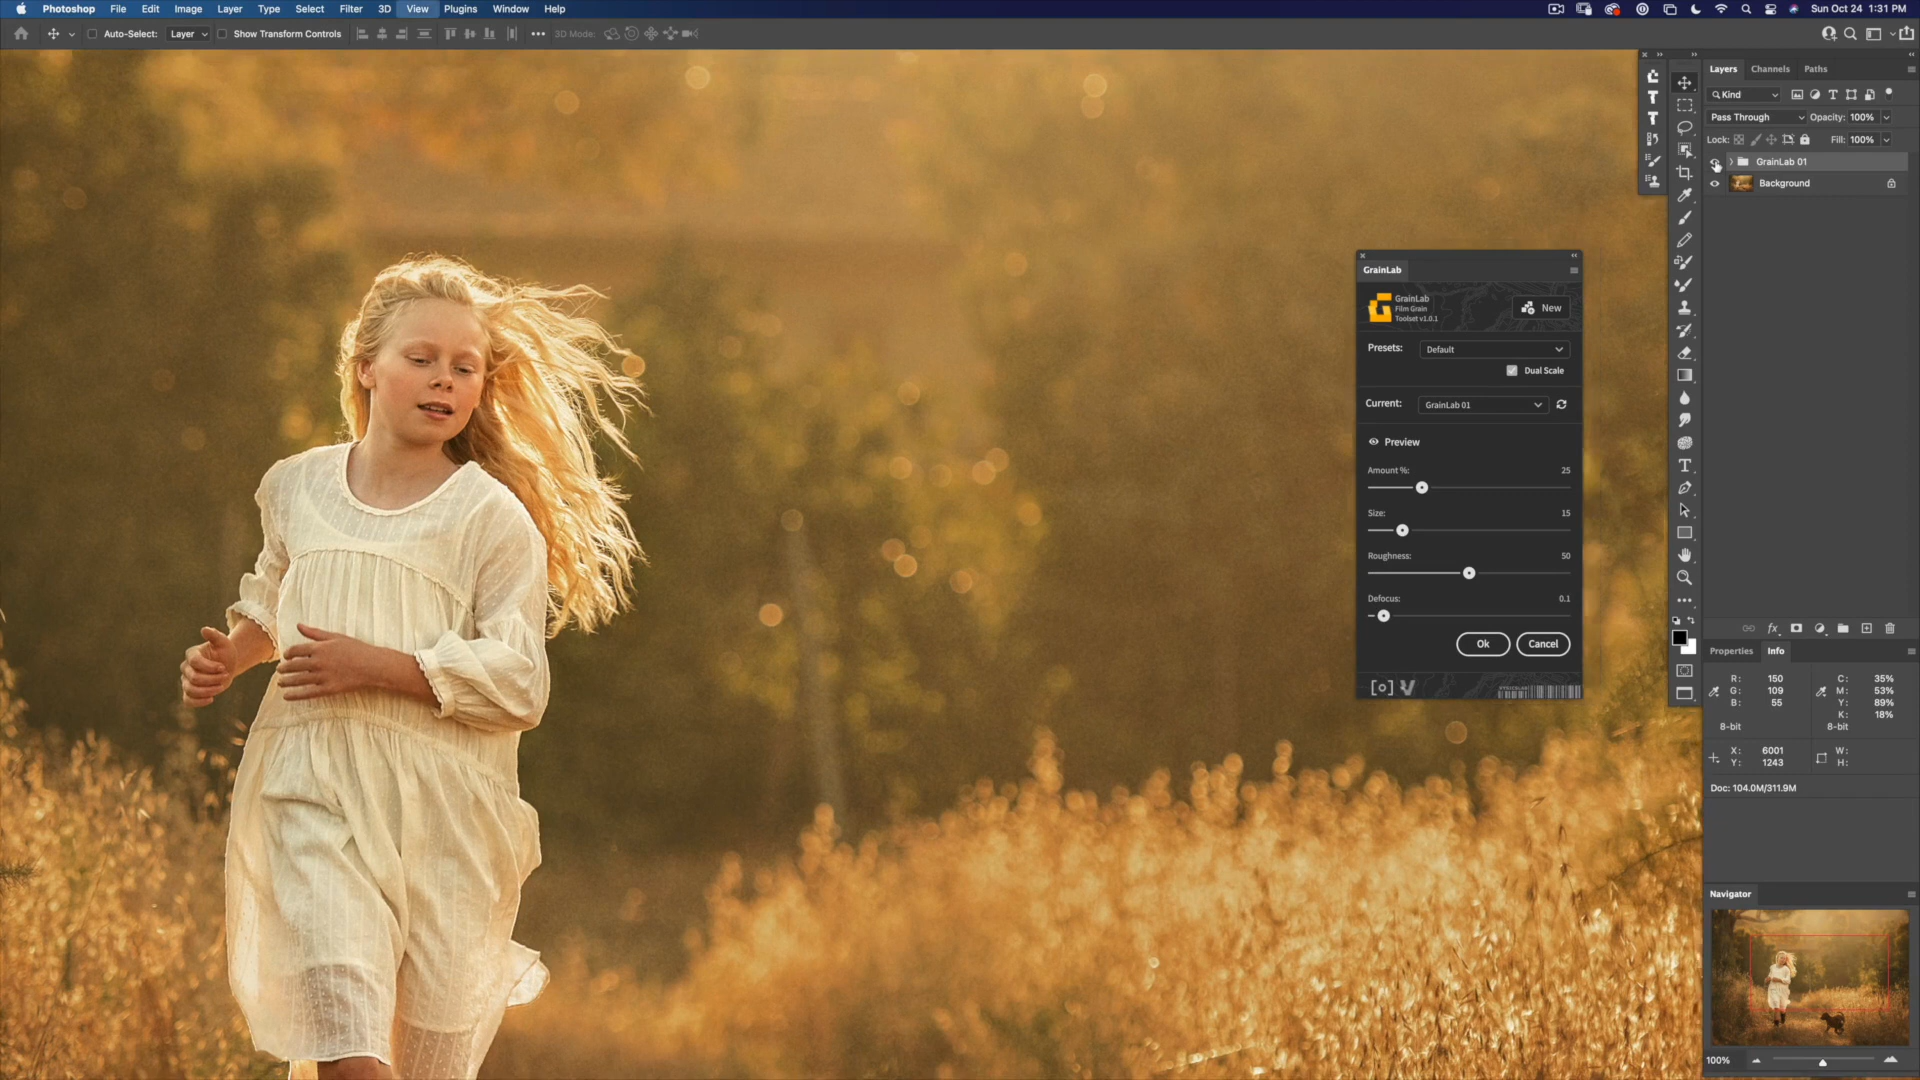 Photoshop File Edit Image Layer Type Select Filter 3D View Plugins Window Help Sun Oct 24 1:31 PM
Auto-Select: Layer Show Transform Controls 3D Mode:
Layers Channels Paths
Kind
Pass Through Opacity: 100%
Lock: Fill: 100%
GrainLab 01
Background
GrainLab
GrainLab
Film Grain
Toolset v1.0.1
New
Presets: Default
Dual Scale
Current: GrainLab 01
Preview
Amount %: 25
Size: 15
Roughness: 50
Defocus: 0.1
Ok Cancel
Properties Info
R: 150 C: 35%
G: 109 M: 53%
B: 55 Y: 89%
K: 18%
8-bit 8-bit
X: 6001 W:
Y: 1243 H:
Doc: 104.0M/311.9M
Navigator
100%